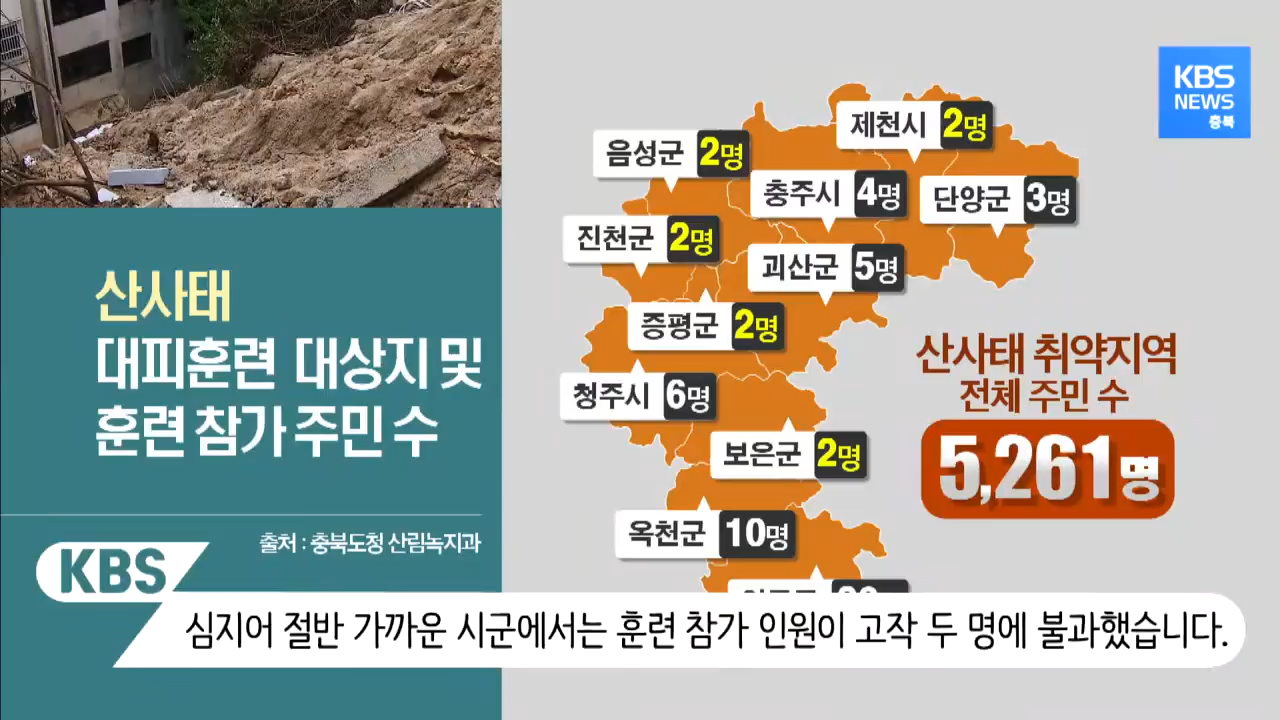 KBS
NEWS
충북
제천시 2명
음성군 2명
충주시 4명
단양군 3명
진천군 2명
괴산군 5명
증평군 2명
청주시 6명
보은군 2명
옥천군 10명
산사태
대피훈련 대상지 및
훈련 참가 주민 수
출처 : 충북도청 산림녹지과
산사태 취약지역
전체 주민 수
5,261명
KBS
심지어 절반 가까운 시군에서는 훈련 참가 인원이 고작 두 명에 불과했습니다.